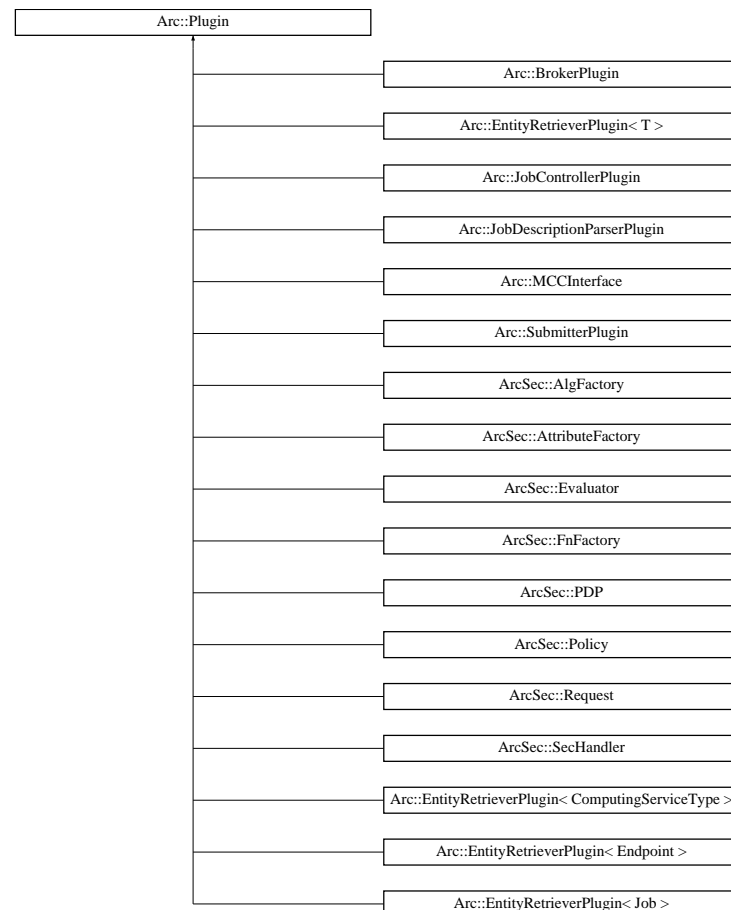 Arc::Plugin
Arc::BrokerPlugin
Arc::EntityRetrieverPlugin< T >
Arc::JobControllerPlugin
Arc::JobDescriptionParserPlugin
Arc::MCCInterface
Arc::SubmitterPlugin
ArcSec::AlgFactory
ArcSec::AttributeFactory
ArcSec::Evaluator
ArcSec::FnFactory
ArcSec::PDP
ArcSec::Policy
ArcSec::Request
ArcSec::SecHandler
Arc::EntityRetrieverPlugin< ComputingServiceType >
Arc::EntityRetrieverPlugin< Endpoint >
Arc::EntityRetrieverPlugin< Job >